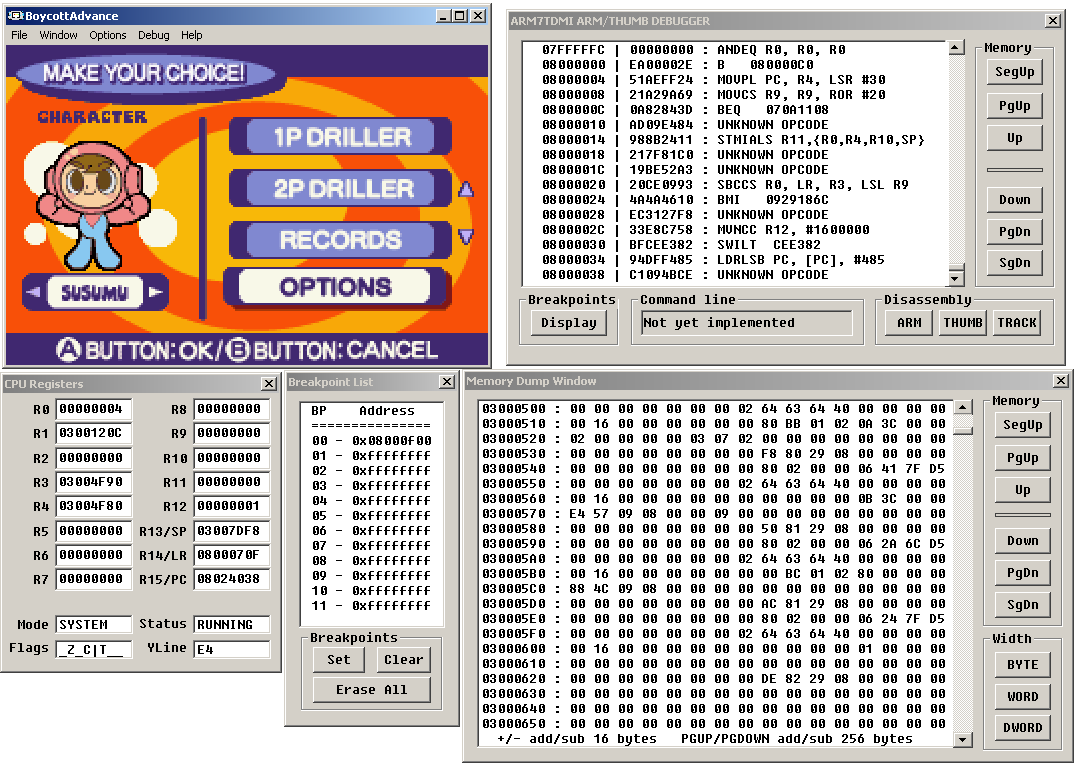 BoycottAdvance
File Window Options Debug Help
MAKE YOUR CHOICE!
CHARACTER
1P DRILLER
2P DRILLER
RECORDS
OPTIONS
SUSUMU
A BUTTON:OK/B BUTTON:CANCEL
ARM7TDMI ARM/THUMB DEBUGGER
07FFFFFC | 00000000 : ANDEQ R0, R0, R0
08000000 | EA00002E : B 080000C0
08000004 | 51AEFF24 : MOVPL PC, R4, LSR #30
08000008 | 21A29A69 : MOVCS R9, R9, ROR #20
0800000C | 0A82843D : BEQ 070A1108
08000010 | AD09E484 : UNKNOWN OPCODE
08000014 | 988B2411 : STMIALS R11,{R0,R4,R10,SP}
08000018 | 217F81C0 : UNKNOWN OPCODE
0800001C | 19BE52A3 : UNKNOWN OPCODE
08000020 | 20CE0993 : SBCCS R0, LR, R3, LSL R9
08000024 | 4A4A4610 : BMI 0929186C
08000028 | EC3127F8 : UNKNOWN OPCODE
0800002C | 33E8C758 : MUNCC R12, #1600000
08000030 | BFCEE382 : SWILT CEE382
08000034 | 94DFF485 : LDRLSB PC, [PC], #485
08000038 | C1094BCE : UNKNOWN OPCODE
Memory
SegUp
PgUp
Up
Down
PgDn
SgDn
Breakpoints
Display
Command line
Not yet implemented
Disassembly
ARM THUMB TRACK
CPU Registers
R0 00000004 R8 00000000
R1 0300120C R9 00000000
R2 00000000 R10 00000000
R3 03004F90 R11 00000000
R4 03004F80 R12 00000001
R5 00000000 R13/SP 03007DF8
R6 00000000 R14/LR 0800070F
R7 00000000 R15/PC 08024038
Mode SYSTEM Status RUNNING
Flags _Z_C|T__ YLine E4
Breakpoint List
BP Address
===============
00 - 0x08000f00
01 - 0xffffffff
02 - 0xffffffff
03 - 0xffffffff
04 - 0xffffffff
05 - 0xffffffff
06 - 0xffffffff
07 - 0xffffffff
08 - 0xffffffff
09 - 0xffffffff
10 - 0xffffffff
11 - 0xffffffff
Breakpoints
Set Clear
Erase All
Memory Dump Window
03000500 : 00 00 00 00 00 00 02 64 63 64 40 00 00 00 00 00
03000510 : 00 16 00 00 00 00 00 80 BB 01 02 0A 3C 00 00 00
03000520 : 02 00 00 00 00 03 07 02 00 00 00 00 00 00 00 00
03000530 : 00 00 00 00 00 00 00 F8 80 29 08 00 00 00 00 00
03000540 : 00 00 00 00 00 00 00 80 02 00 00 00 06 41 7F D5
03000550 : 00 00 00 00 00 00 02 64 63 64 40 00 00 00 00 00
03000560 : 00 16 00 00 00 00 00 00 00 00 00 0B 3C 00 00 00
03000570 : E4 57 09 08 00 00 09 00 00 00 00 00 00 00 00 00
03000580 : 00 00 00 00 00 00 00 50 81 29 08 00 00 00 00 00
03000590 : 00 00 00 00 00 00 00 80 02 00 00 00 06 2A 6C D5
030005A0 : 00 00 00 00 00 00 02 64 63 64 40 00 00 00 00 00
030005B0 : 00 16 00 00 00 00 00 00 BC 01 02 80 00 00 00 00
030005C0 : 88 4C 09 08 00 00 00 00 00 00 00 00 00 00 00 00
030005D0 : 00 00 00 00 00 00 00 AC 81 29 08 00 00 00 00 00
030005E0 : 00 00 00 00 00 00 00 80 02 00 00 00 06 24 7F D5
030005F0 : 00 00 00 00 00 00 02 64 63 64 40 00 00 00 00 00
03000600 : 00 16 00 00 00 00 00 00 00 00 00 01 00 00 00
03000610 : 00 00 00 00 00 00 00 00 00 00 00 00 00 00 00 00
03000620 : 00 00 00 00 00 00 00 DE 82 29 08 00 00 00 00 00
03000630 : 00 00 00 00 00 00 00 00 00 00 00 00 00 00 00 00
03000640 : 00 00 00 00 00 00 00 00 00 00 00 00 00 00 00 00
03000650 : 00 00 00 00 00 00 00 00 00 00 00 00 00 00 00 00
+/- add/sub 16 bytes PGUP/PGDOWN add/sub 256 bytes
Memory
SegUp
PgUp
Up
Down
PgDn
SgDn
Width
BYTE
WORD
DWORD